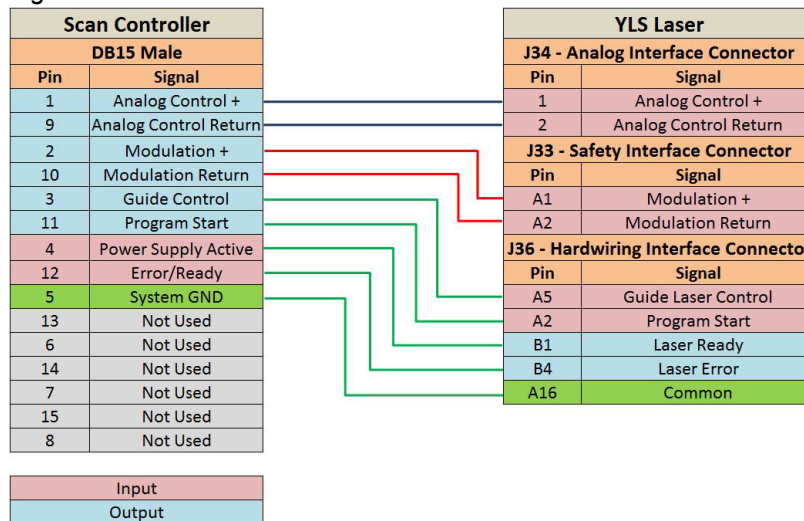 Scan Controller
DB15 Male
Pin Signal
1 Analog Control +
9 Analog Control Return
2 Modulation +
10 Modulation Return
3 Guide Control
11 Program Start
4 Power Supply Active
12 Error/Ready
5 System GND
13 Not Used
6 Not Used
14 Not Used
7 Not Used
15 Not Used
8 Not Used
Input
Output
YLS Laser
J34 - Analog Interface Connector
Pin Signal
1 Analog Control +
2 Analog Control Return
J33 - Safety Interface Connector
Pin Signal
A1 Modulation +
A2 Modulation Return
J36 - Hardwiring Interface Connecto
Pin Signal
A5 Guide Laser Control
A2 Program Start
B1 Laser Ready
B4 Laser Error
A16 Common